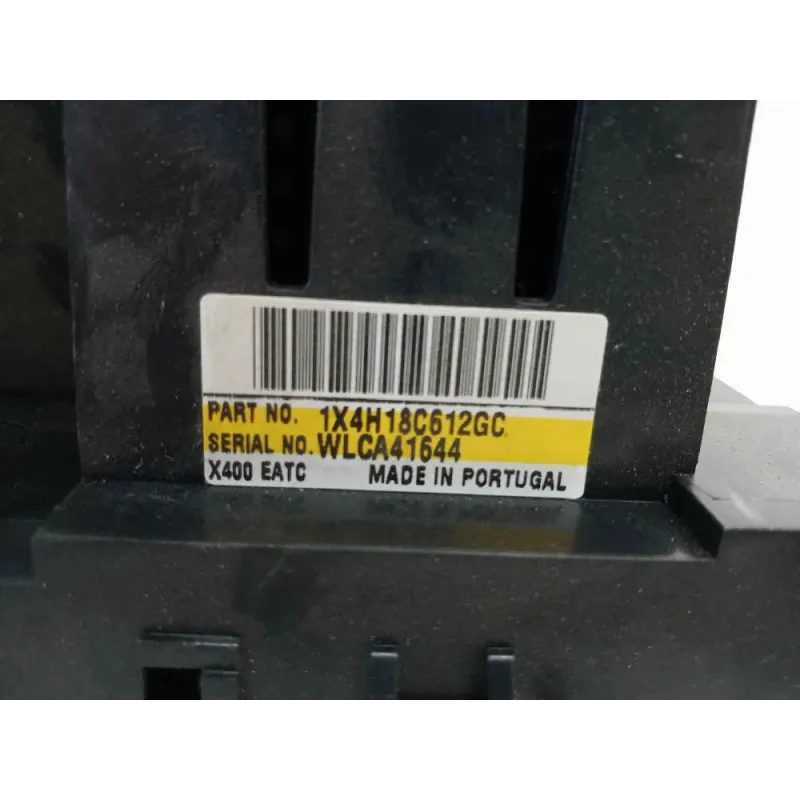 PART NO. 1X4H18C612GC
SERIAL NO. WLCA41644
X400 EATC MADE IN PORTUGAL